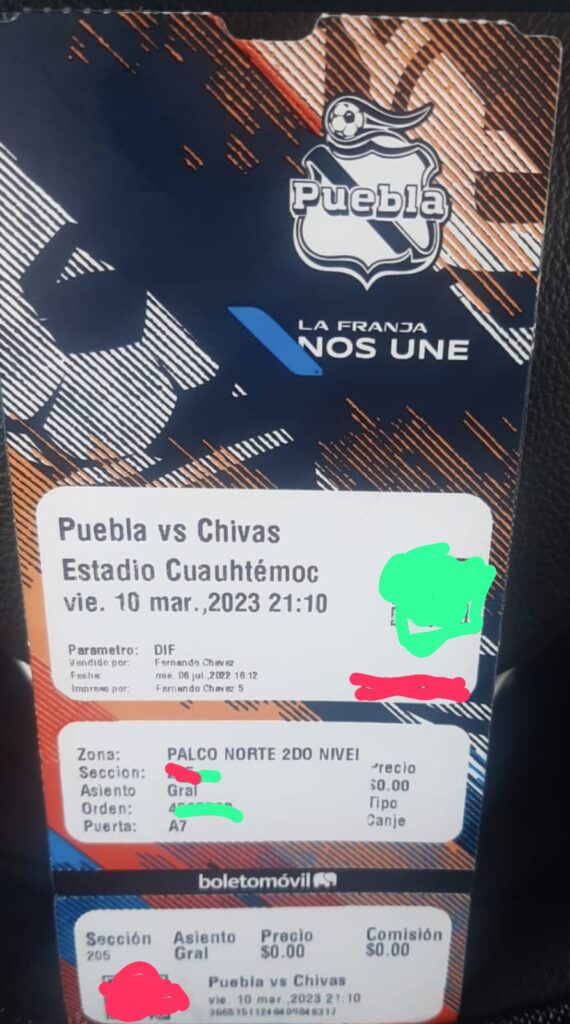 Puebla
LA FRANJA
NOS UNE
Puebla vs Chivas
Estadio Cuauhtémoc
vie. 10 mar.,2023 21:10
Parametro: DIF
Vendido por: Fernando Chavez
Fecha: mié. 06 jul.,2022 16:12
Impreso por: Fernando Chavez 5
Zona: PALCO NORTE 2DO NIVEL
Seccion:
Asiento Gral
Orden:
Puerta: A7
Precio
$0.00
Tipo
Canje
boletomóvil
Sección Asiento Precio Comisión
205 Gral $0.00 $0.00
Puebla vs Chivas
vie. 10 mar.,2023 21:10